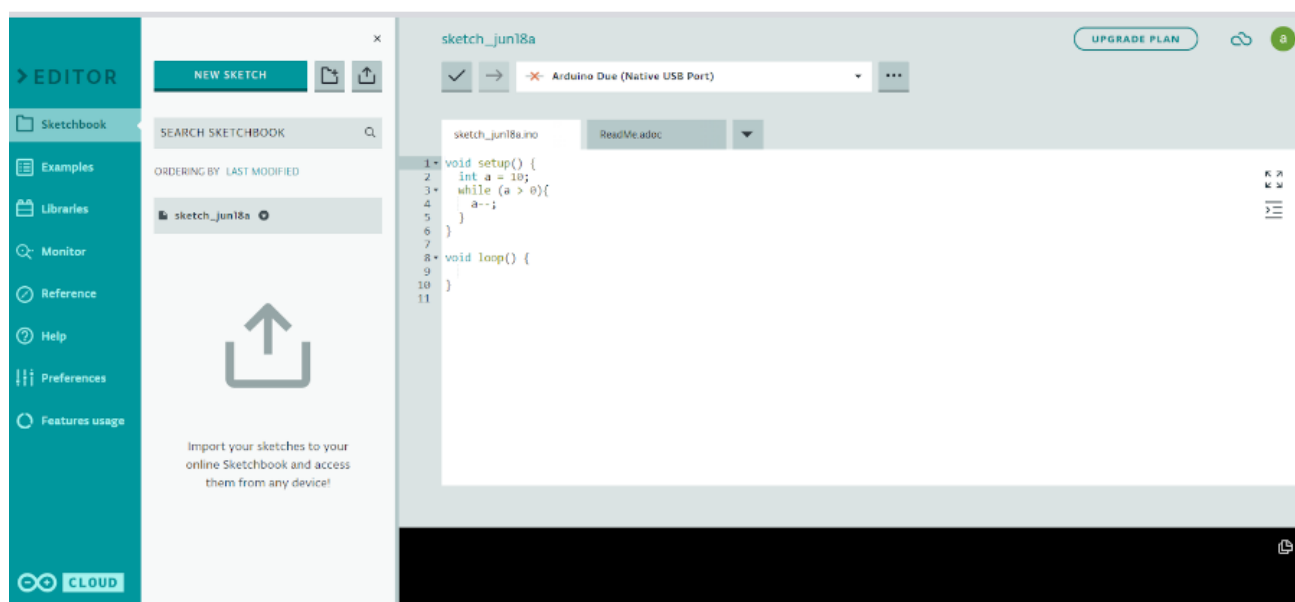 EDITOR
Sketchbook
Examples
Libraries
Monitor
Reference
Help
Preferences
Features usage
CLOUD
×
NEW SKETCH
SEARCH SKETCHBOOK
ORDERING BY LAST MODIFIED
sketch_jun18a
Import your sketches to your
online Sketchbook and access
them from any device!
sketch_jun18a
UPGRADE PLAN
a
Arduino Due (Native USB Port)
sketch_jun18a.ino
ReadMe.adoc
1 void setup() {
2 int a = 10;
3 while (a > 0){
4 a--;
5 }
6 }
7
8 void loop() {
9
10 }
11